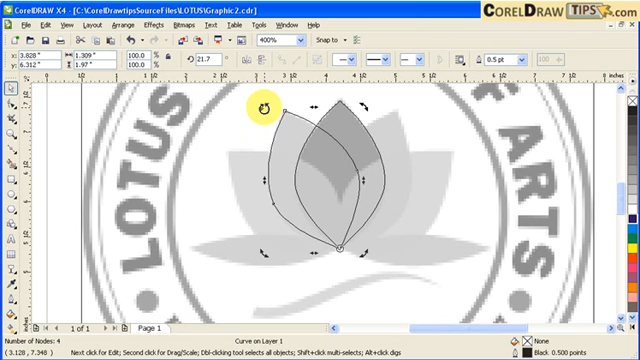 CorelDRAW X4 - [C:\CorelDrawtipsSourceFiles\LOTUS\Graphic2.cdr]
CORELDRAW TIPS.com
File Edit View Layout Arrange Effects Bitmaps Text Table Tools Window Help
400% Snap to
x: 3.828 " 1.309 " 100.0 21.7 0.5 pt
y: 6.312 " 1.97 " 100.0
inches
LOTUS
F ARTS
1 of 1 Page 1
Number of Nodes: 4 Curve on Layer 1 None
(3.128, 7.348) Next click for Edit; Second click for Drag/Scale; Dbl-clicking tool selects all objects; Shift+click multi-selects; Alt+click digs Black 0.500 points